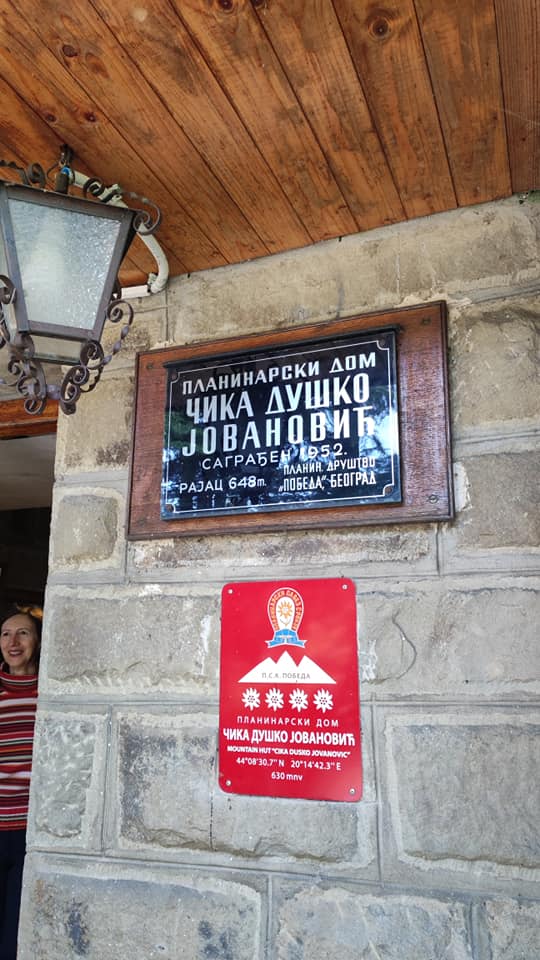 ПЛАНИНАРСКИ ДОМ
ЧИКА ДУШКО
ЈОВАНОВИЋ
САГРАЂЕН 1952.
РАЈАЦ 648m.
ПЛАНИН. ДРУШТВО
„ПОБЕДА,,-БЕОГРАД
П.С.К. ПОБЕДА
ПЛАНИНАРСКИ ДОМ
ЧИКА ДУШКО ЈОВАНОВИЋ
MOUNTAIN HUT "CIKA DUSKO JOVANOVIC"
44°08'30.7" N 20°14'42.3" E
630 mnv